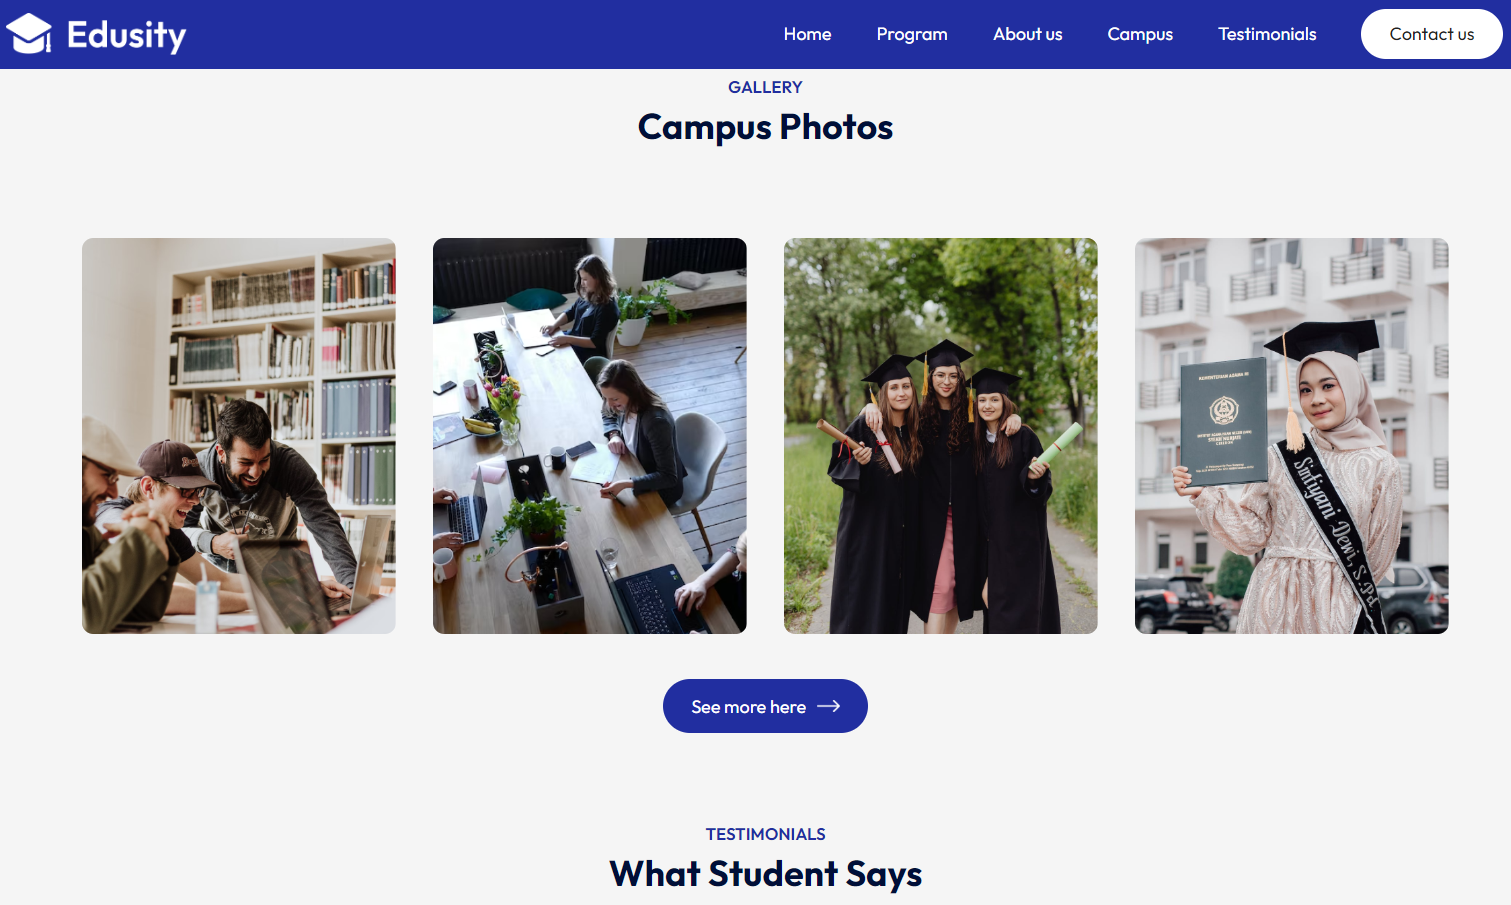 Edusity
Home Program About us Campus Testimonials Contact us
GALLERY
Campus Photos
KEMENTERIAN AGAMA RI
Sintiyani Dewi, S.Pd
See more here
TESTIMONIALS
What Student Says